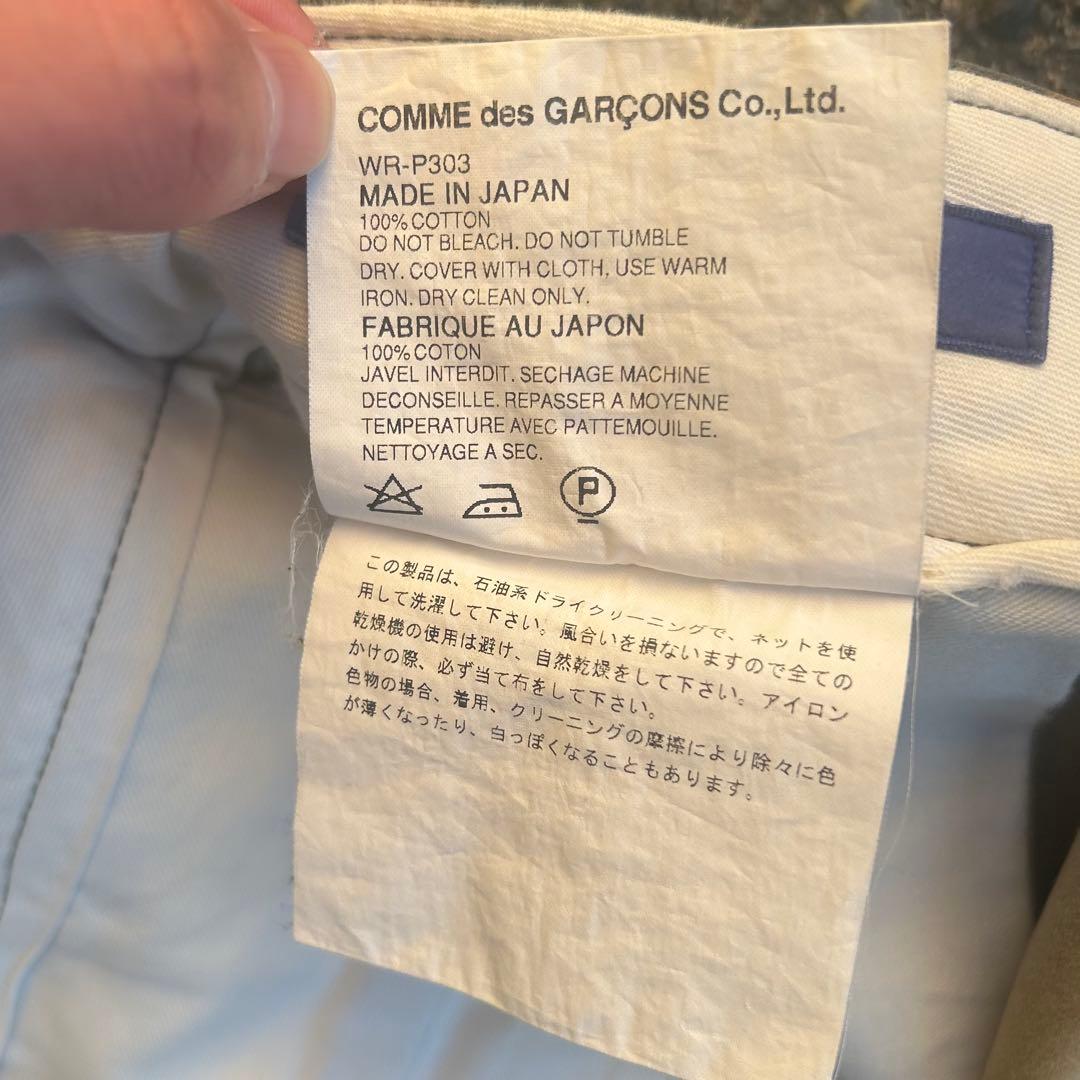 COMME des GARÇONS Co.,Ltd.
WR-P303
MADE IN JAPAN
100% COTTON
DO NOT BLEACH. DO NOT TUMBLE
DRY. COVER WITH CLOTH, USE WARM
IRON. DRY CLEAN ONLY.
FABRIQUE AU JAPON
100% COTON
JAVEL INTERDIT. SECHAGE MACHINE
DECONSEILLE. REPASSER A MOYENNE
TEMPERATURE AVEC PATTEMOUILLE.
NETTOYAGE A SEC.
P
この製品は、石油系ドライクリーニングで、ネットを使
用して洗濯して下さい。風合いを損ないますので全ての
乾燥機の使用は避け、自然乾燥をして下さい。アイロン
かけの際、必ず当て布をして下さい。
色物の場合、着用、クリーニングの摩擦により除々に色
が薄くなったり、白っぽくなることもあります。